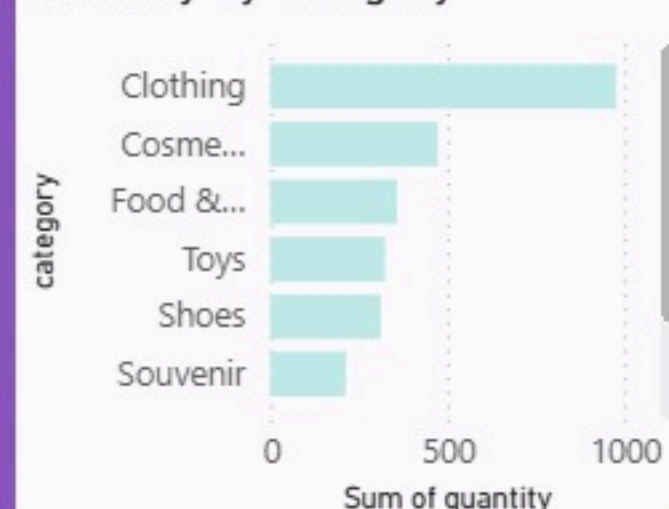 Clothing
Cosme...
Food &...
Toys
Shoes
Souvenir
category
0 500 1000
Sum of quantity